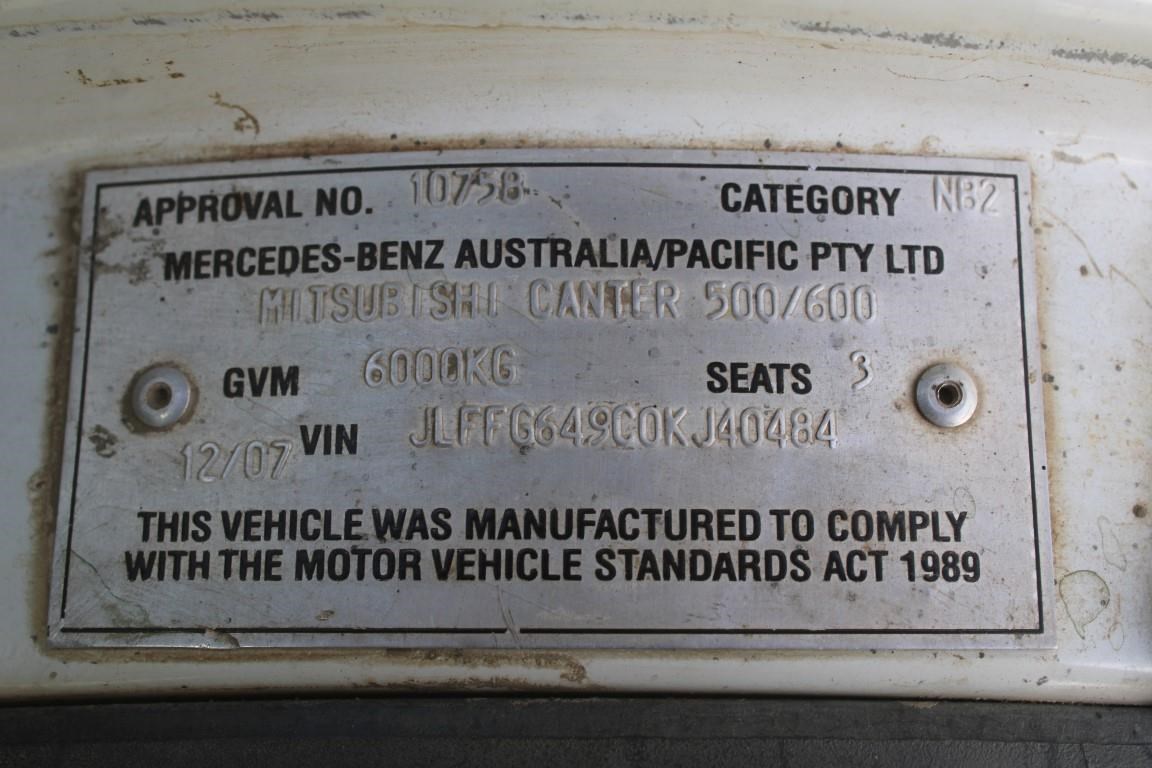 APPROVAL NO. 10758 CATEGORY NB2
MERCEDES-BENZ AUSTRALIA/PACIFIC PTY LTD
MITSUBISHI CANTER 500/600
GVM 6000KG SEATS 3
VIN JLFFG649C0KJ40484
12/07
THIS VEHICLE WAS MANUFACTURED TO COMPLY
WITH THE MOTOR VEHICLE STANDARDS ACT 1989